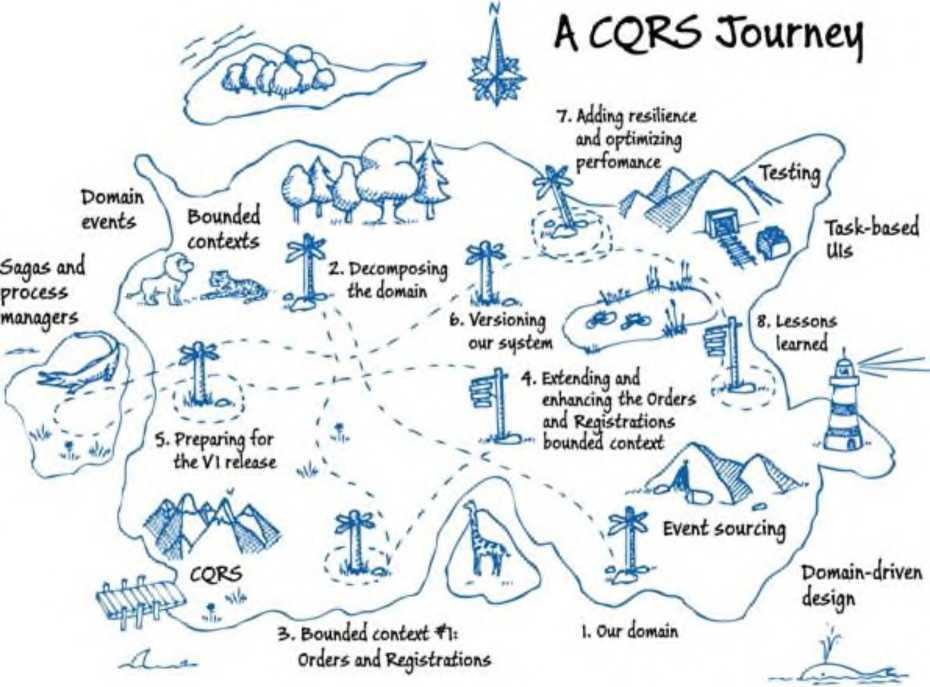 N
A CQRS Journey
7. Adding resilience
and optimizing
perfomance
Testing
Domain
events
Bounded
contexts
Task-based
UIs
Sagas and
process
managers
2. Decomposing
the domain
6. Versioning
our system
8. Lessons
learned
4. Extending and
enhancing the Orders
and Registrations
bounded context
5. Preparing for
the V1 release
Event sourcing
CQRS
Domain-driven
design
3. Bounded context #1:
Orders and Registrations
1. Our domain